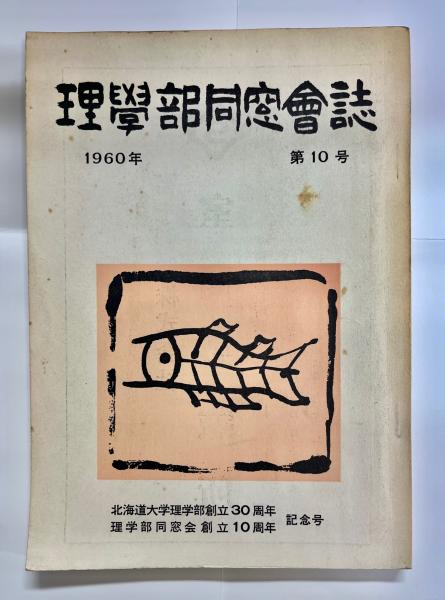 理學部同窓會誌
1960年 第10号
北海道大学理学部創立30周年
理学部同窓会創立10周年 記念号